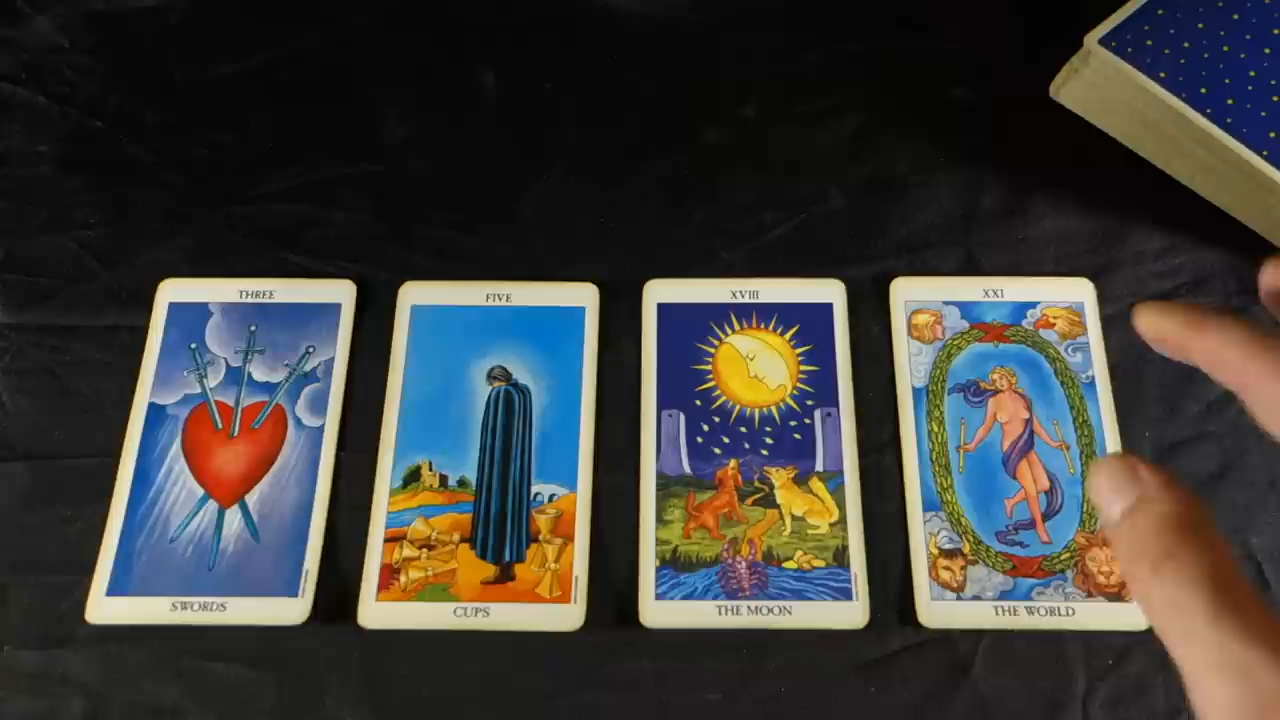 THREE
SWORDS
FIVE
CUPS
XVIII
THE MOON
XXI
THE WORLD